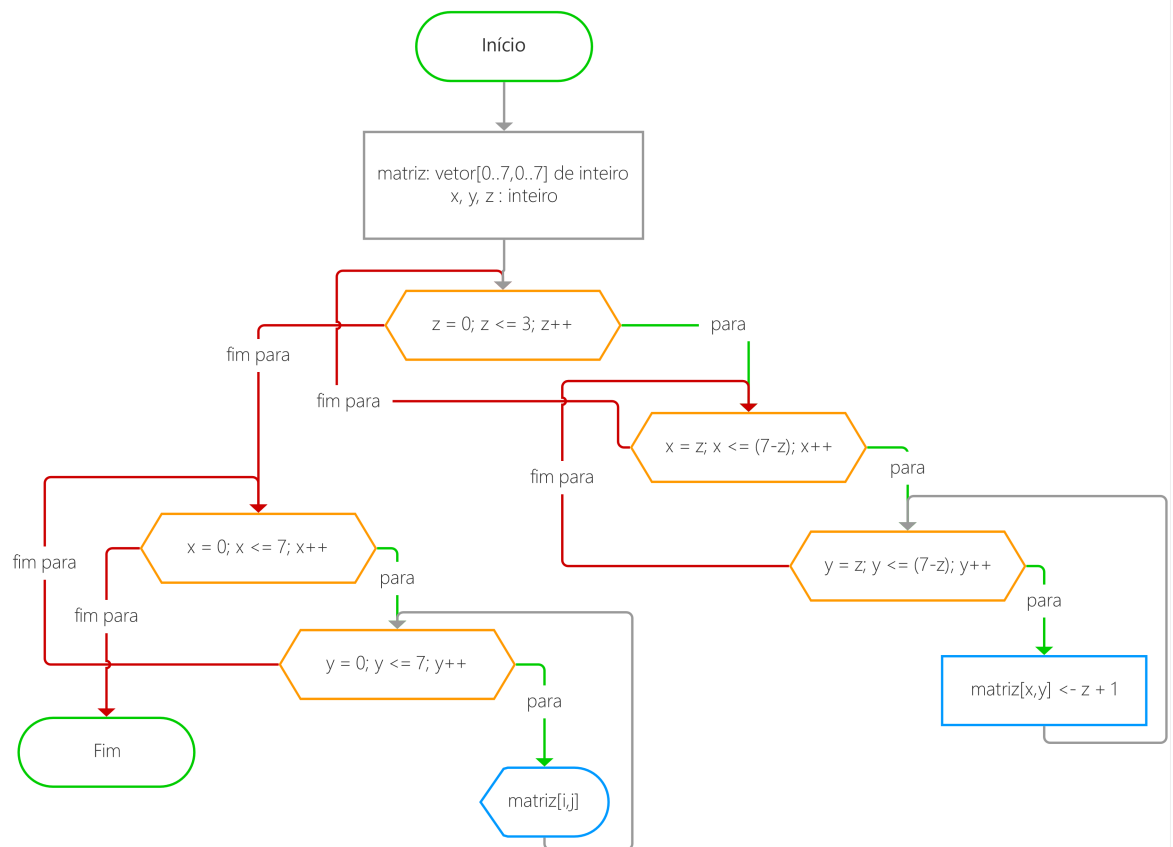 Início
matriz: vetor[0..7,0..7] de inteiro
x, y, z : inteiro
z = 0; z <= 3; z++
para
fim para
fim para
x = z; x <= (7-z); x++
para
fim para
y = z; y <= (7-z); y++
para
matriz[x,y] <- z + 1
x = 0; x <= 7; x++
para
fim para
fim para
y = 0; y <= 7; y++
para
matriz[i,j]
Fim